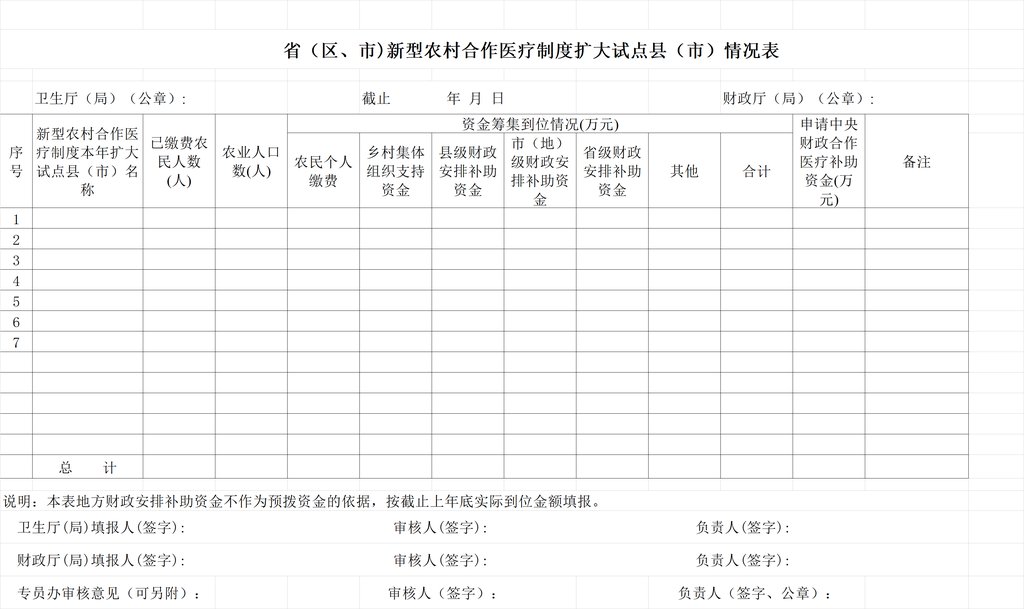 省（区、市)新型农村合作医疗制度扩大试点县（市）情况表
卫生厅（局）（公章）: 截止 年 月 日 财政厅（局）（公章）:
序号 新型农村合作医疗制度本年扩大试点县（市）名称 已缴费农民人数(人) 农业人口数(人) 资金筹集到位情况(万元) 申请中央财政合作医疗补助资金(万元) 备注
农民个人缴费 乡村集体组织支持资金 县级财政安排补助资金 市（地）级财政安排补助资金 省级财政安排补助资金 其他 合计
1
2
3
4
5
6
7
总 计
说明：本表地方财政安排补助资金不作为预拨资金的依据，按截止上年底实际到位金额填报。
卫生厅(局)填报人(签字): 审核人(签字): 负责人(签字):
财政厅(局)填报人(签字): 审核人(签字): 负责人(签字):
专员办审核意见（可另附）： 审核人（签字）： 负责人（签字、公章）：